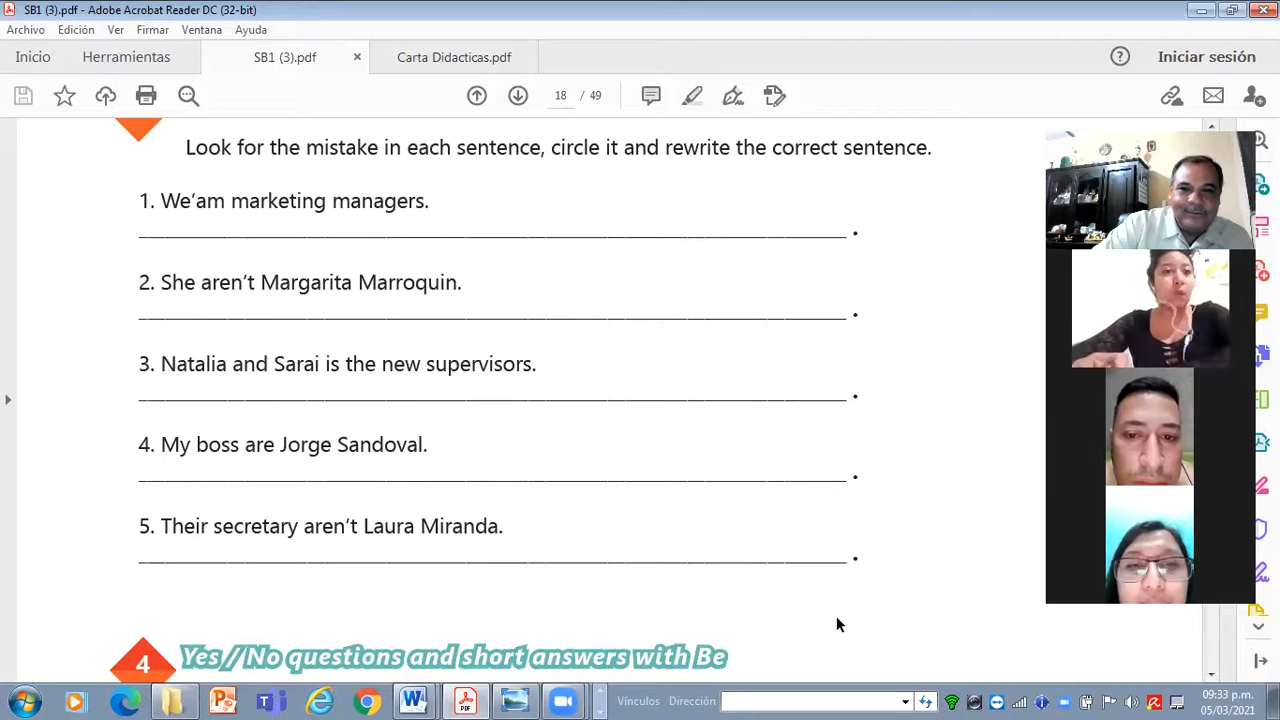 SB1 (3).pdf - Adobe Acrobat Reader DC (32-bit)
Archivo Edición Ver Firmar Ventana Ayuda
Inicio Herramientas SB1 (3).pdf × Carta Didacticas.pdf Iniciar sesión
18 / 49
Look for the mistake in each sentence, circle it and rewrite the correct sentence.
1. We'am marketing managers.
2. She aren't Margarita Marroquin.
3. Natalia and Sarai is the new supervisors.
4. My boss are Jorge Sandoval.
5. Their secretary aren't Laura Miranda.
4 Yes / No questions and short answers with Be
Vínculos Dirección 09:33 p.m.
05/03/2021